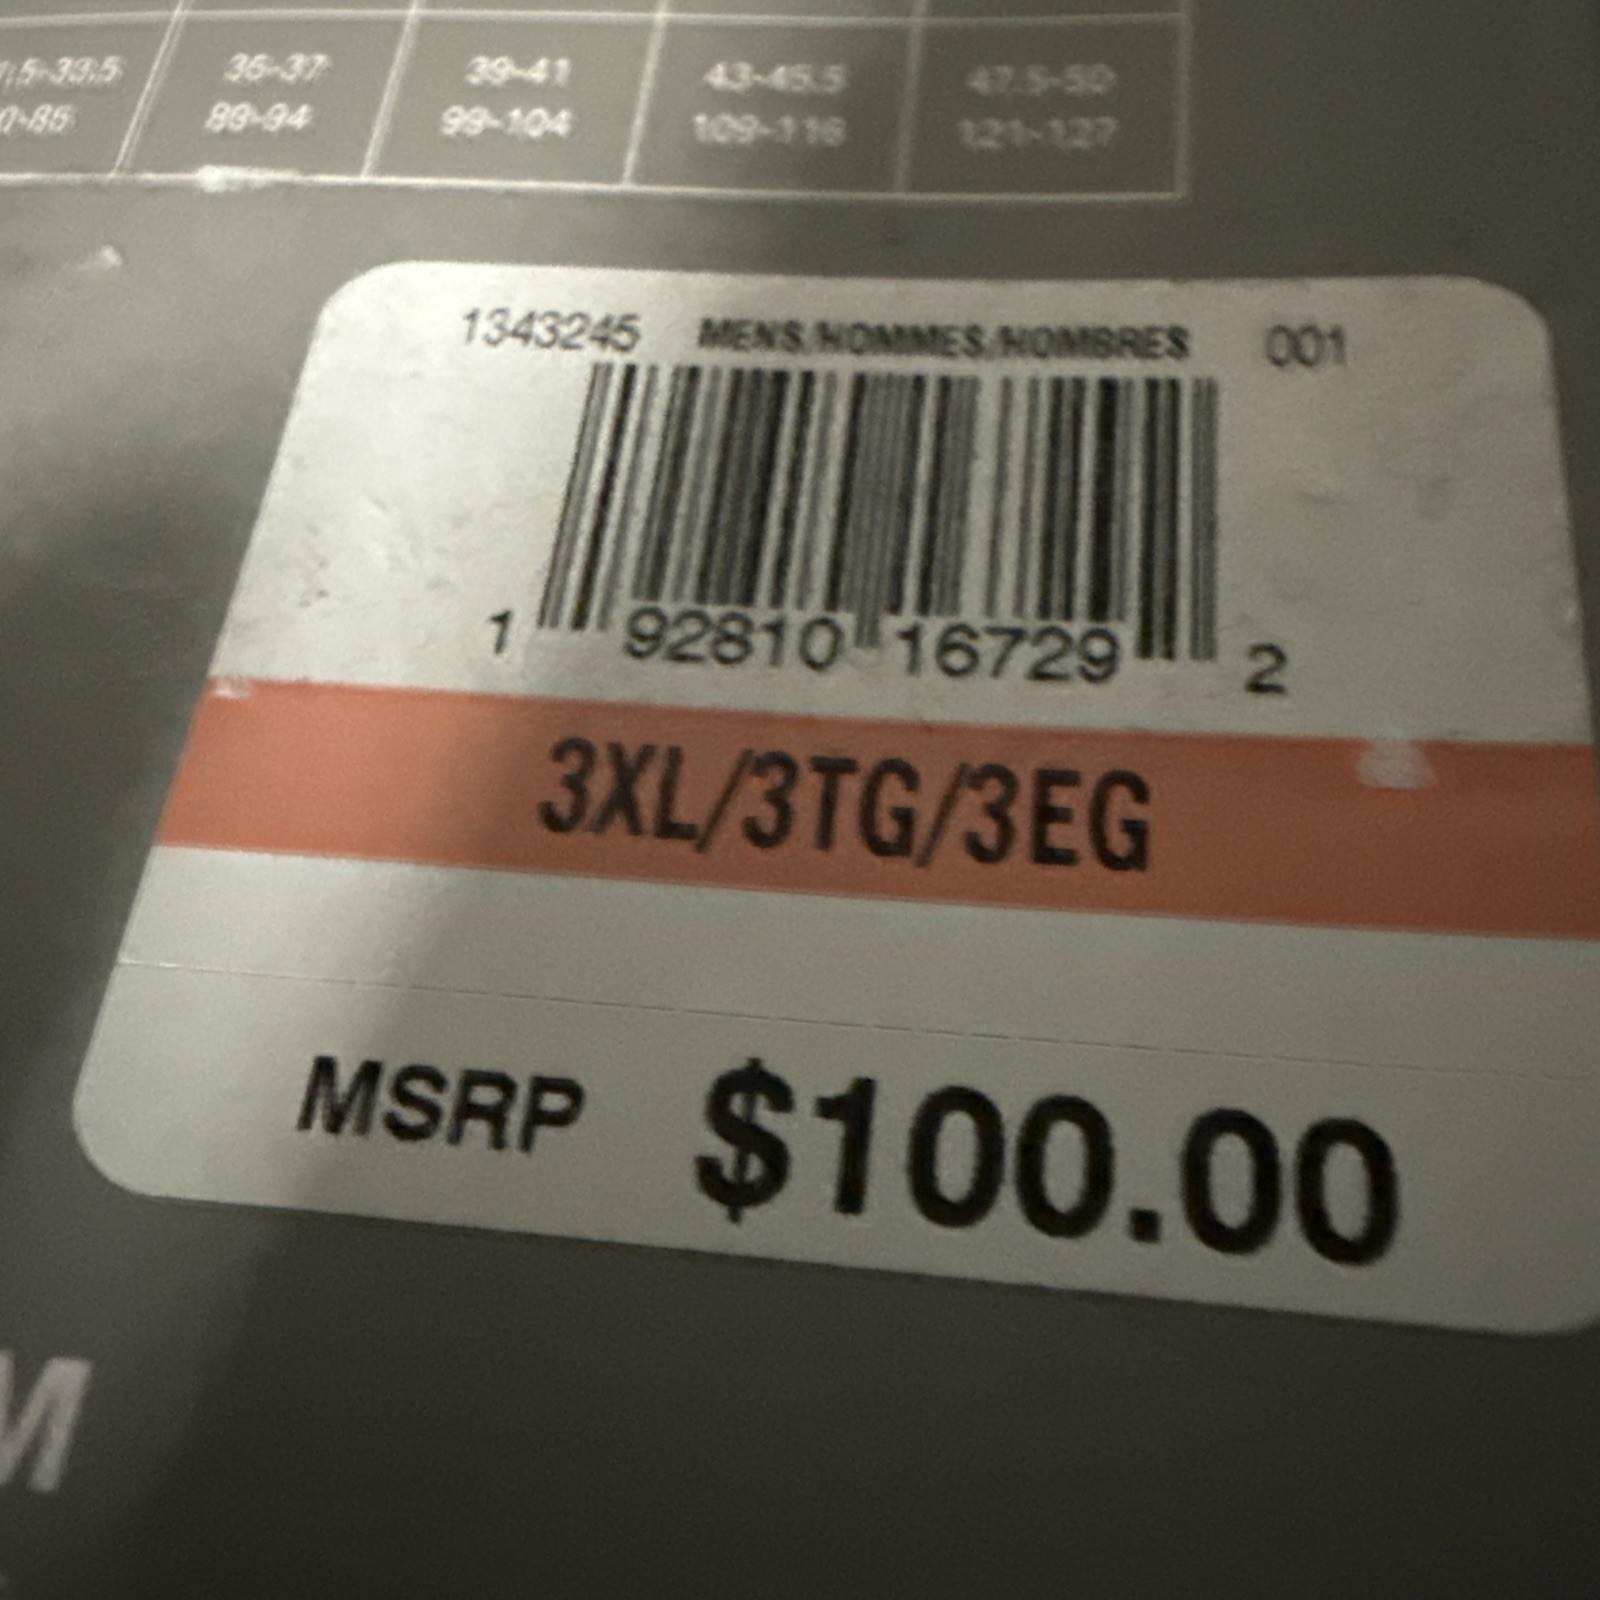 36-37 39-41 43-45.5 47.5-50
89-94 99-104 109-116 121-127
1343245 MENS/HOMMES/HOMBRES 001
1 92810 16729 2
3XL/3TG/3EG
MSRP $100.00
M